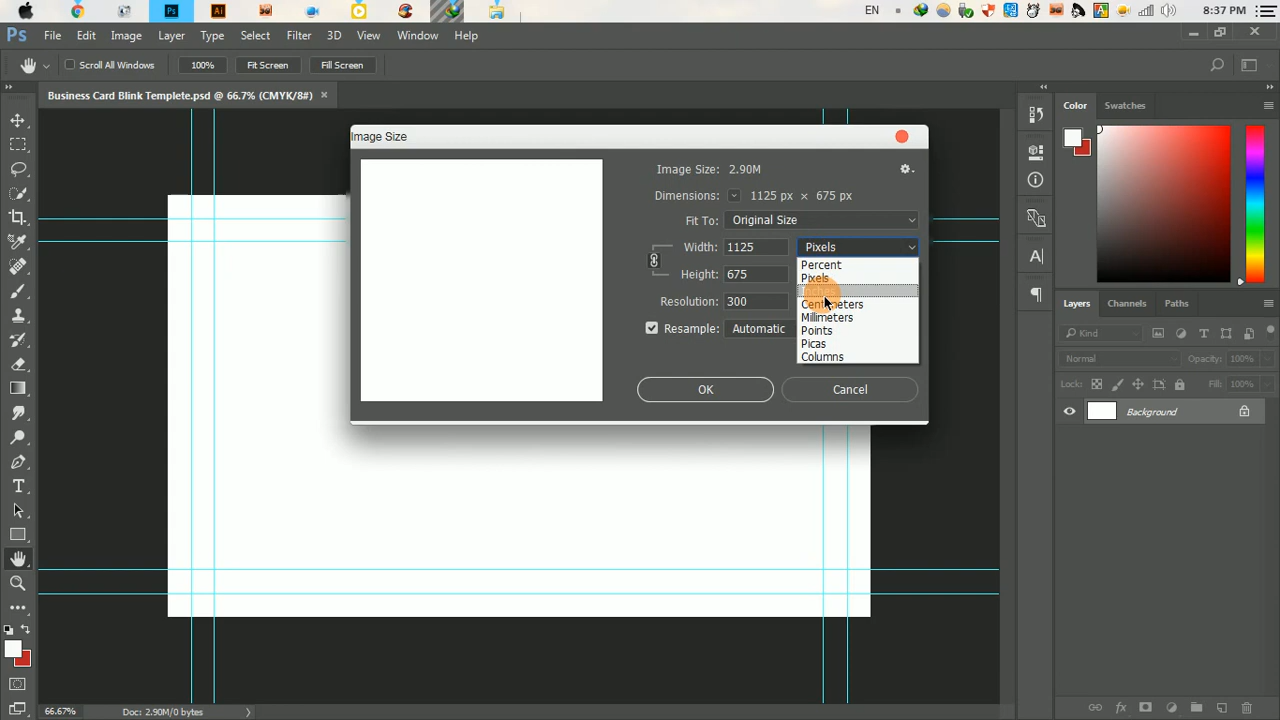 EN
8:37 PM
Ps
File Edit Image Layer Type Select Filter 3D View Window Help
Scroll All Windows
100%
Fit Screen
Fill Screen
Business Card Blink Templete.psd @ 66.7% (CMYK/8#)
Color
Swatches
Image Size
Image Size: 2.90M
Dimensions: 1125 px × 675 px
Fit To: Original Size
Width: 1125 Pixels
Height: 675
Resolution: 300
Resample: Automatic
Percent
Pixels
Inches
Centimeters
Millimeters
Points
Picas
Columns
OK
Cancel
Layers
Channels
Paths
Kind
Normal
Opacity: 100%
Lock:
Fill: 100%
Background
66.67%
Doc: 2.90M/0 bytes